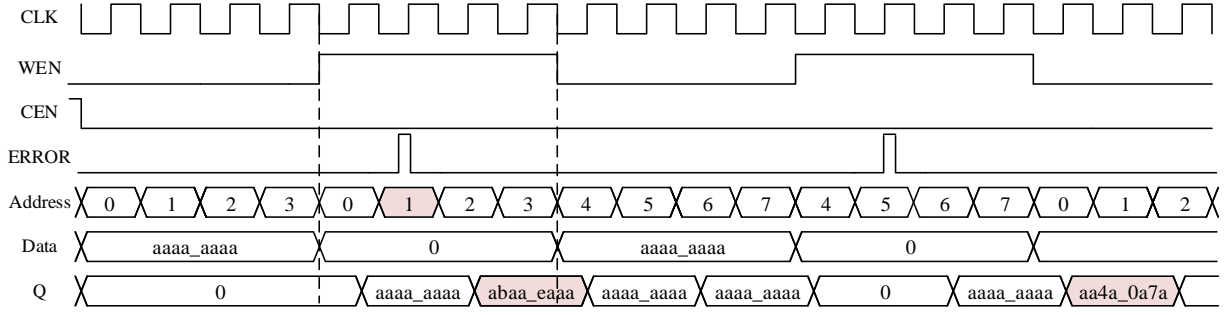 CLK
WEN
CEN
ERROR
Address 0 1 2 3 0 1 2 3 4 5 6 7 4 5 6 7 0 1 2
Data aaaa_aaaa 0 aaaa_aaaa 0
Q 0 aaaa_aaaa abaa_eaaa aaaa_aaaa aaaa_aaaa 0 aaaa_aaaa aa4a_0a7a